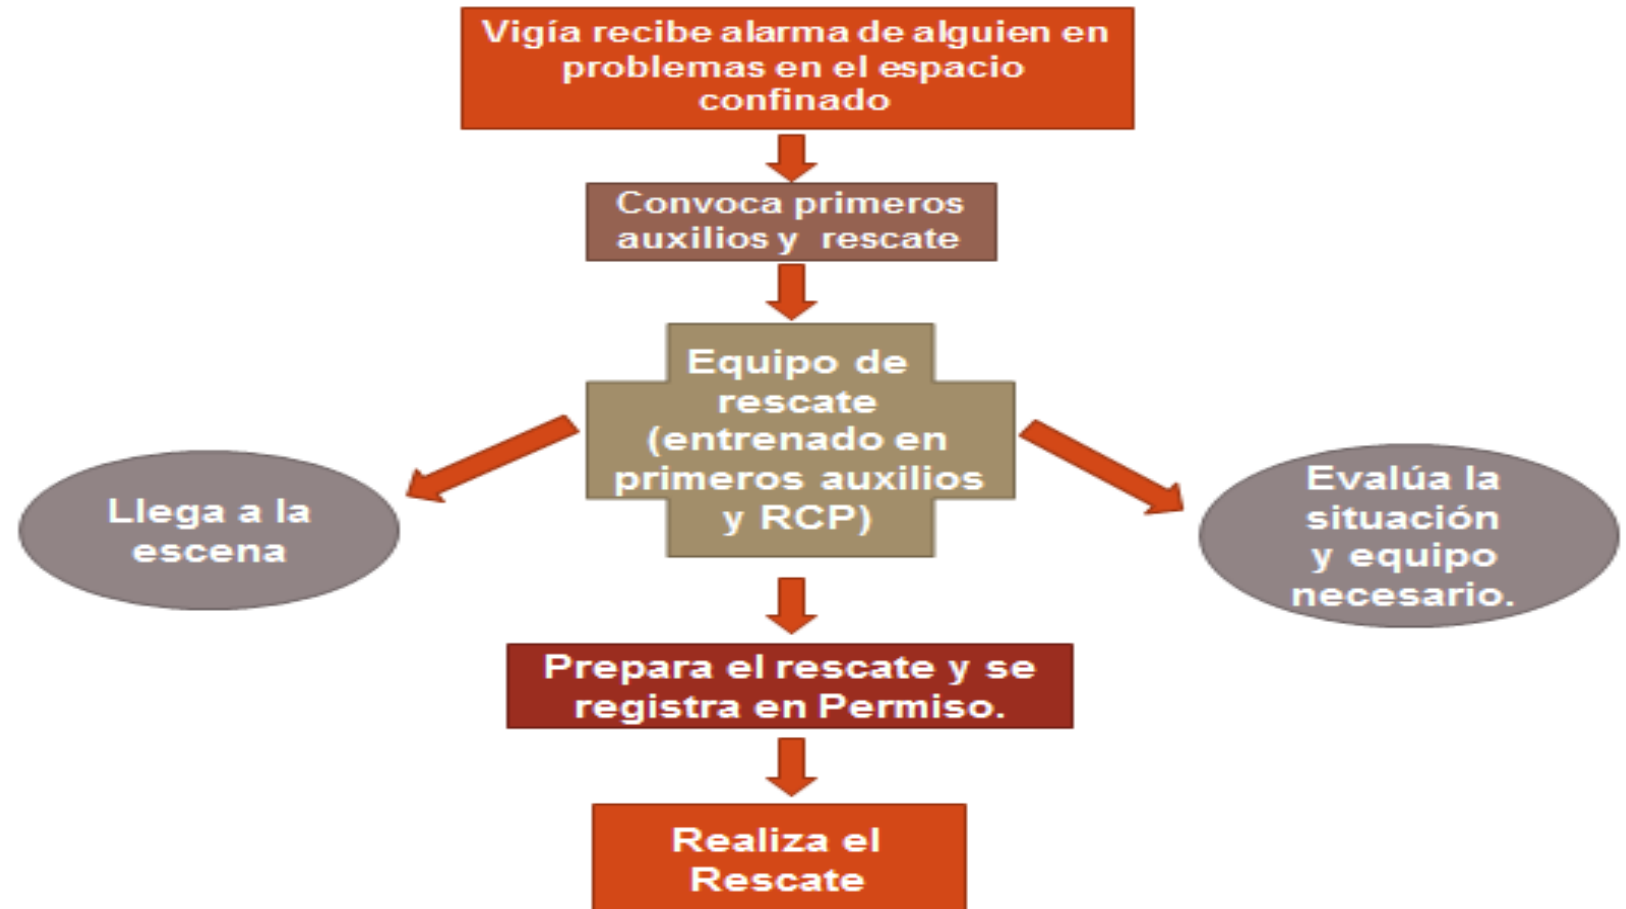 Vigía recibe alarma de alguien en
problemas en el espacio
confinado
Convoca primeros
auxilios y rescate
Equipo de
rescate
(entrenado en
primeros auxilios
y RCP)
Llega a la
escena
Evalúa la
situación
y equipo
necesario.
Prepara el rescate y se
registra en Permiso.
Realiza el
Rescate